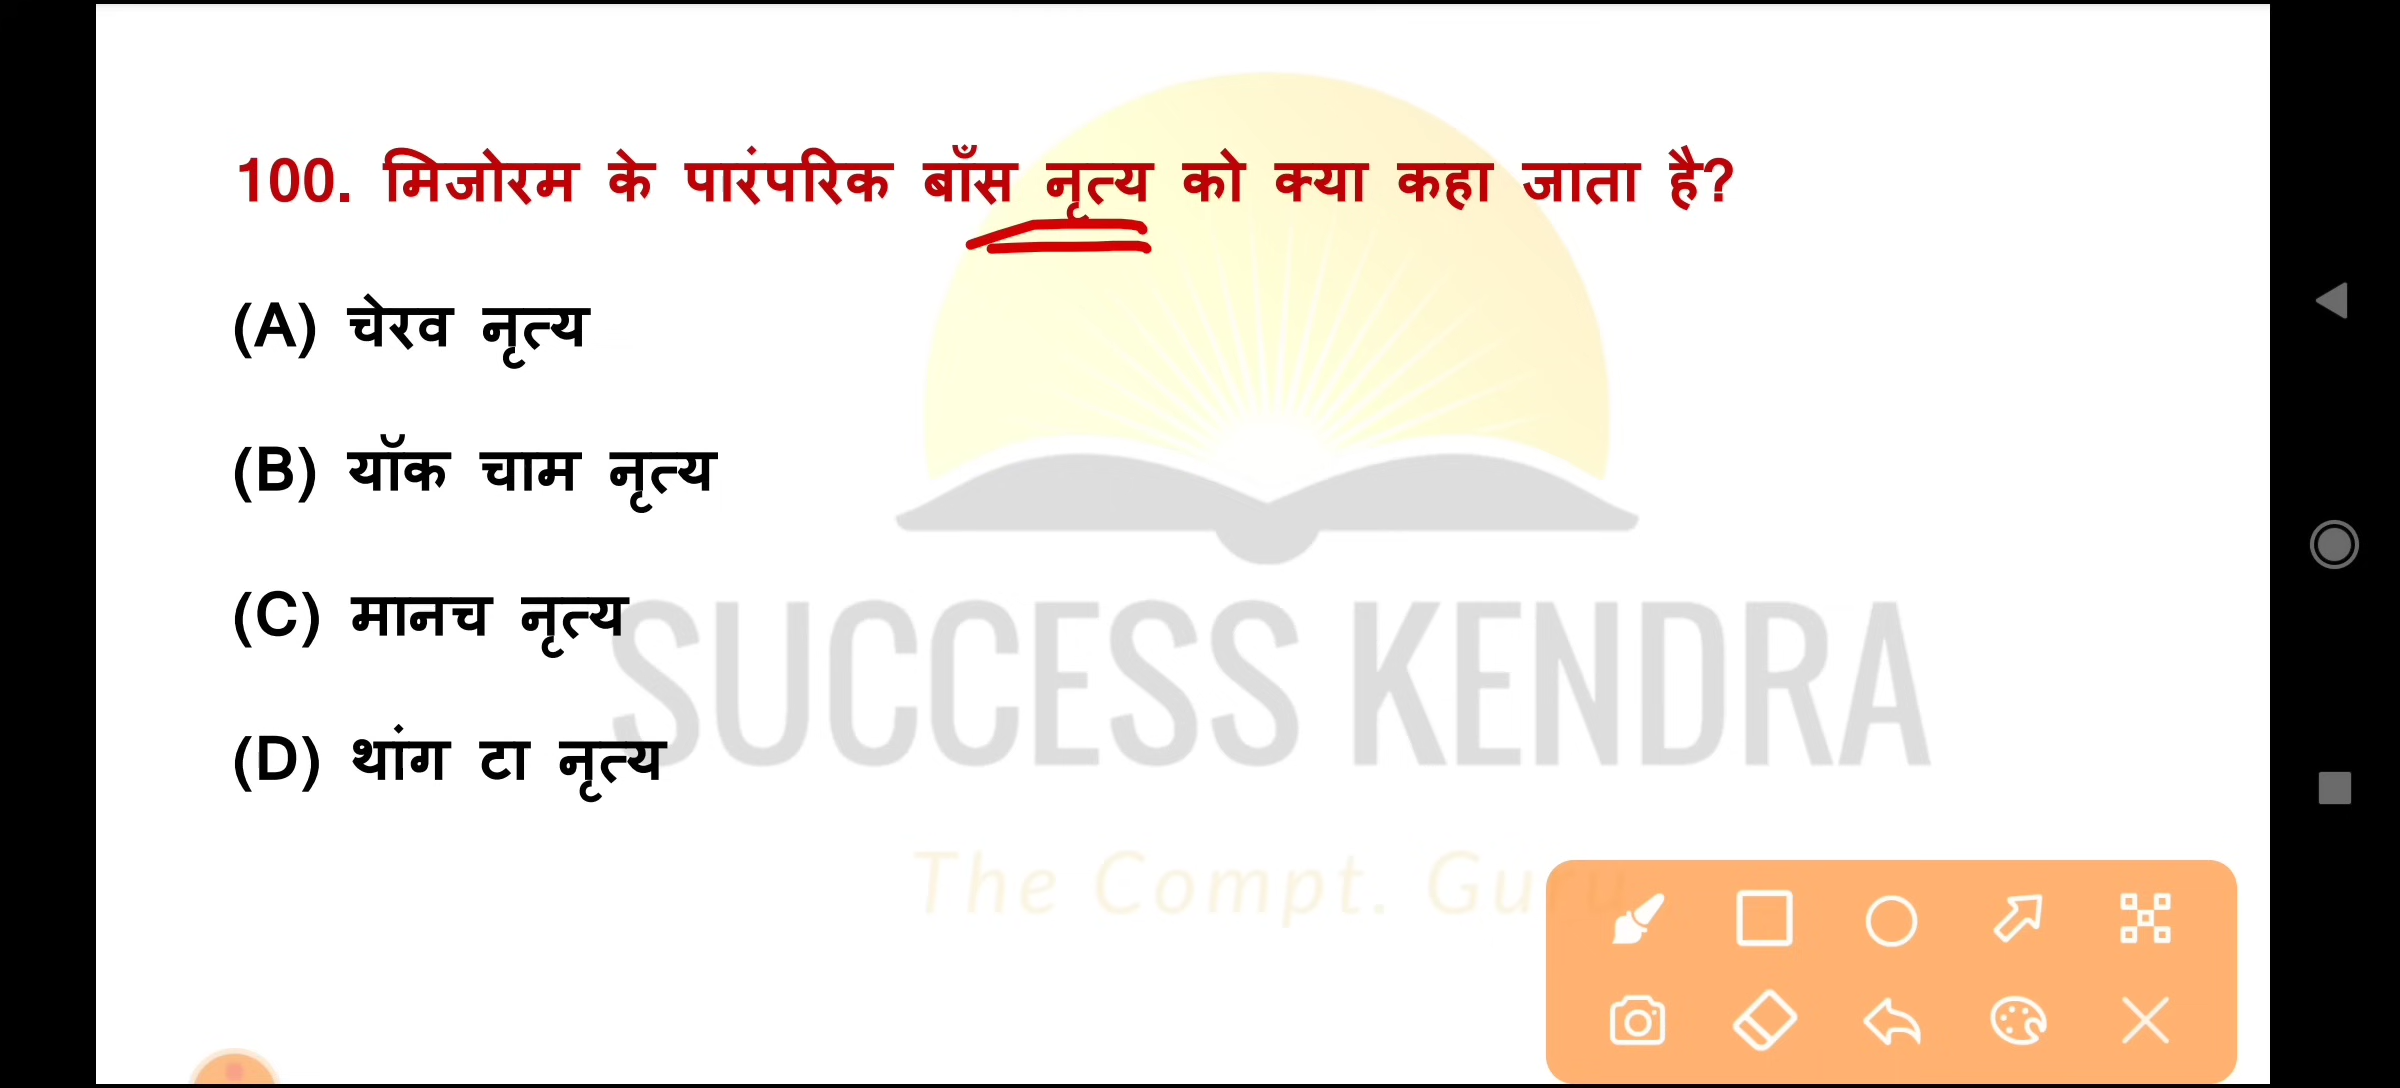 100. मिजोरम के पारंपरिक बाँस नृत्य को क्या कहा जाता है?
(A) चेरव नृत्य
(B) यॉक चाम नृत्य
(C) मानच नृत्य
(D) थांग टा नृत्य
SUCCESS KENDRA
The Compt. Guru